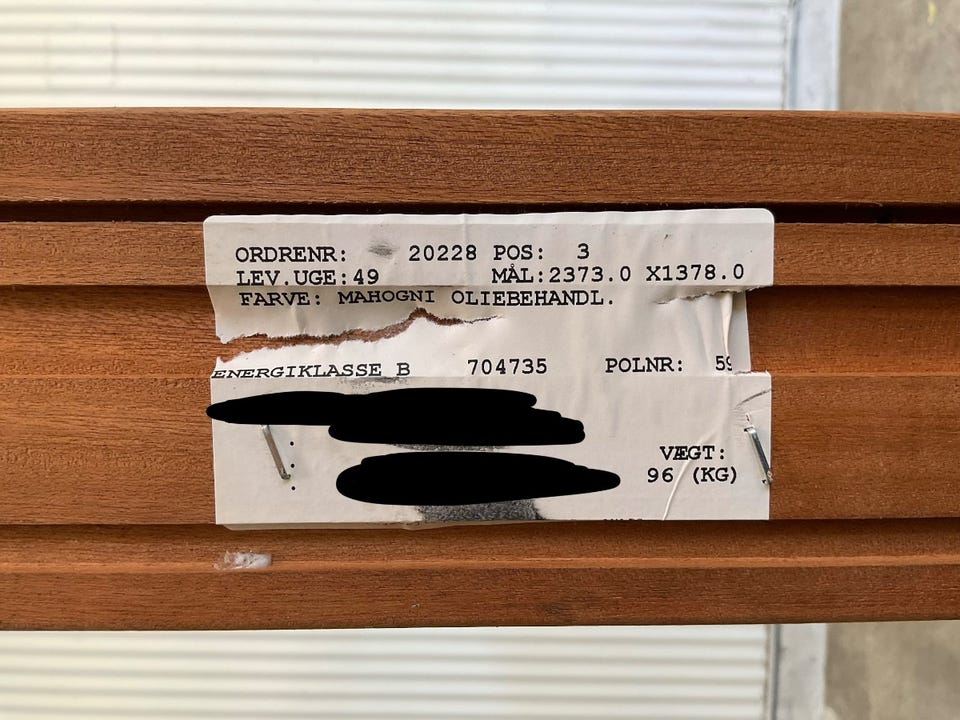 ORDRENR: 20228 POS: 3
LEV.UGE:49 MÅL:2373.0 X1378.0
FARVE: MAHOGNI OLIEBEHANDL.
ENERGIKLASSE B 704735 POLNR: 59
VÆGT:
96 (KG)